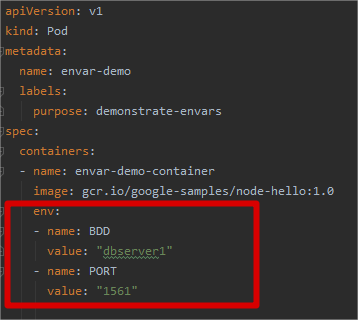 apiVersion: v1
kind: Pod
metadata:
  name: envar-demo
  labels:
    purpose: demonstrate-envars
spec:
  containers:
  - name: envar-demo-container
    image: gcr.io/google-samples/node-hello:1.0
    env:
    - name: BDD
      value: "dbserver1"
    - name: PORT
      value: "1561"